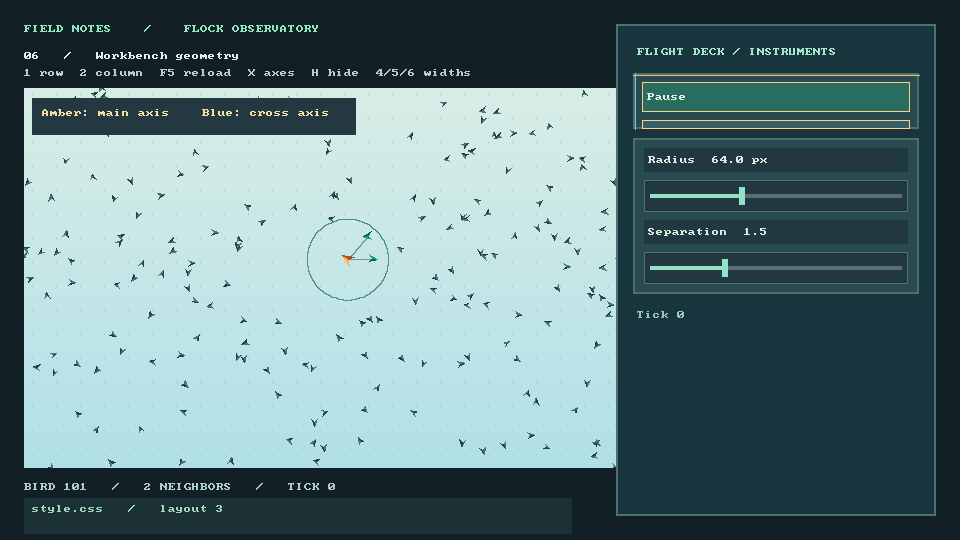 FIELD NOTES / FLOCK OBSERVATORY
06 / Workbench geometry
1 row 2 column F5 reload X axes H hide 4/5/6 widths
Amber: main axis Blue: cross axis
FLIGHT DECK / INSTRUMENTS
Pause
Radius 64.0 px
Separation 1.5
Tick 0
BIRD 101 / 2 NEIGHBORS / TICK 0
style.css / layout 3